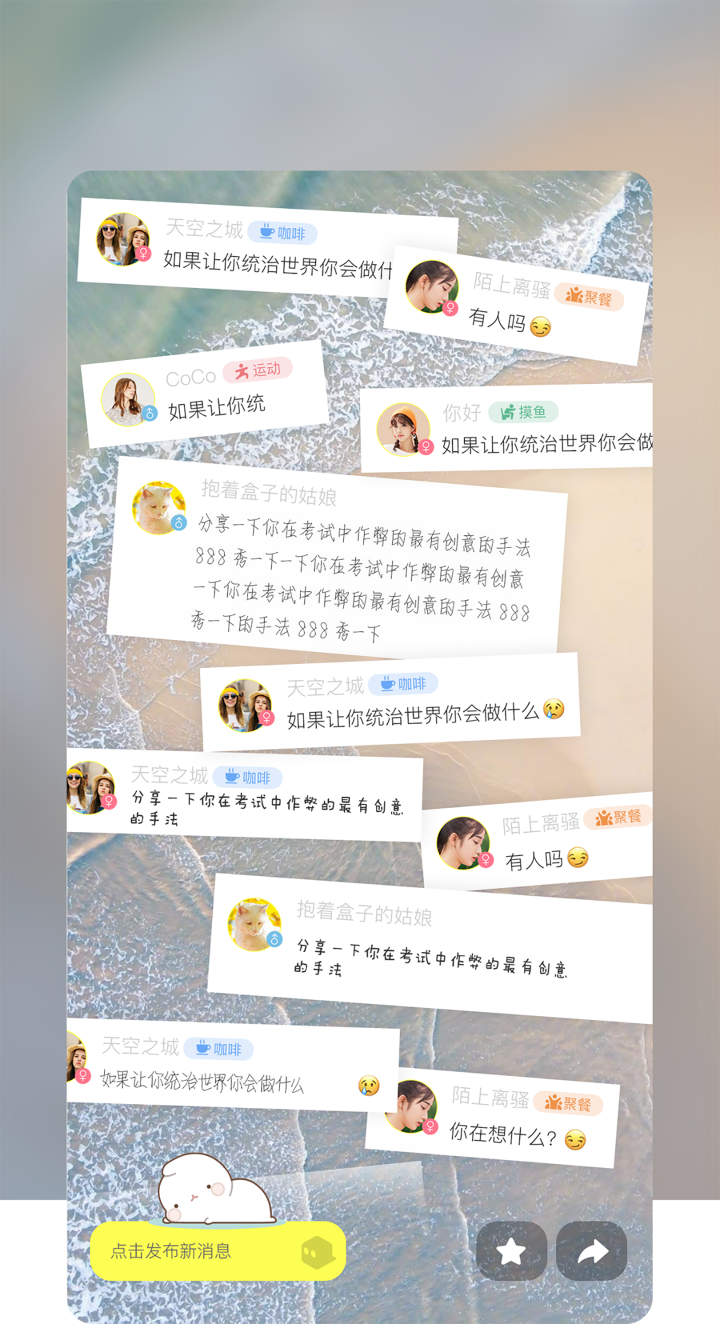 天空之城 咖啡
如果让你统治世界你会做什
陌上离骚 聚餐
有人吗😏
CoCo 运动
如果让你统
你好 摸鱼
如果让你统治世界你会做
抱着盒子的姑娘
分享一下你在考试中作弊的最有创意的手法
888 秀一下一下你在考试中作弊的最有创意
一下你在考试中作弊的最有创意的手法 888
秀一下的手法 888 秀一下
天空之城 咖啡
如果让你统治世界你会做什么😢
天空之城 咖啡
分享一下你在考试中作弊的最有创意
的手法
陌上离骚 聚餐
有人吗😏
抱着盒子的姑娘
分享一下你在考试中作弊的最有创意
的手法
天空之城 咖啡
如果让你统治世界你会做什么 😢
陌上离骚 聚餐
你在想什么?😏
点击发布新消息